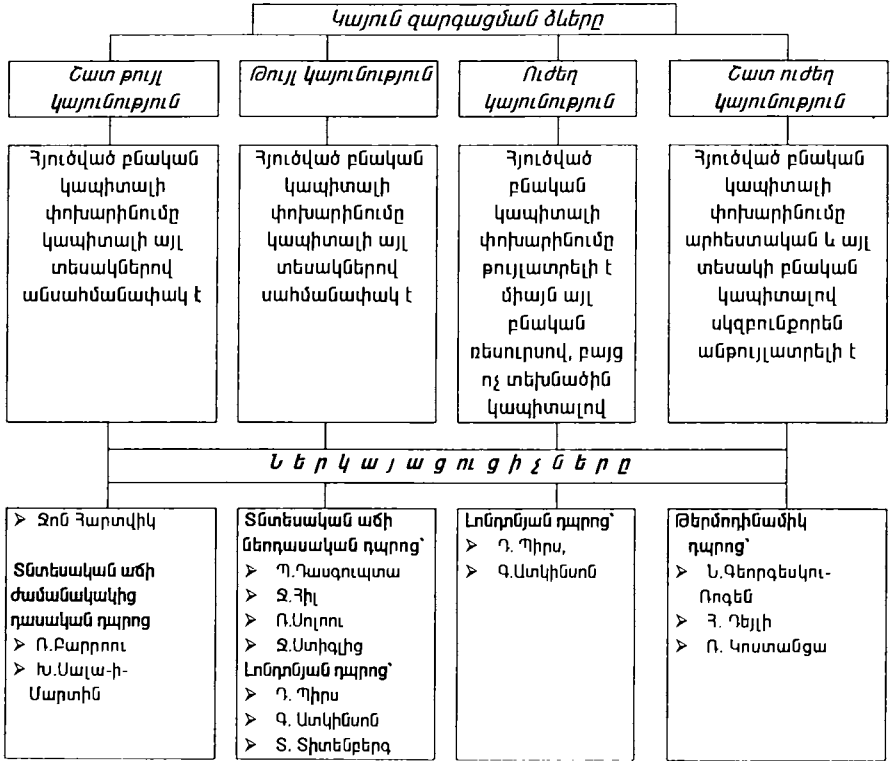 Կայուն զարգացման ձևերը
Շատ թույլ
կայունություն
Թույլ կայունություն
Ուժեղ
կայունություն
Շատ ուժեղ
կայունություն
Հյուծված բնական
կապիտալի
փոխարինումը
կապիտալի այլ
տեսակներով
անսահմանափակ է
Հյուծված բնական
կապիտալի
փոխարինումը
կապիտալի այլ
տեսակներով
սահմանափակ է
Հյուծված
բնական
կապիտալի
փոխարինումը
թույլատրելի է
միայն այլ
բնական
ռեսուրսով, բայց
ոչ տեխնածին
կապիտալով
Հյուծված բնական
կապիտալի
փոխարինումը
արհեստական և այլ
տեսակի բնական
կապիտալով
սկզբունքորեն
անթույլատրելի է
Ներկայացուցիչները
➢ Ջոն Հարտվիկ
Տնտեսական աճի
ժամանակակից
դասական դպրոց
➢ Ռ.Բարրոու
➢ Խ.Սալա-ի-
Մարտին
Տնտեսական աճի
նեոդասական դպրոց՝
➢ Պ.Դասգուպտա
➢ Ջ.Հիլ
➢ Ռ.Սոլոու
➢ Ջ.Ստիգլից
Լոնդոնյան դպրոց՝
➢ Դ. Պիրս
➢ Գ. Ատկինսոն
➢ Տ. Տիտենբերգ
Լոնդոնյան դպրոց՝
➢ Դ. Պիրս,
➢ Գ.Ատկինսոն
Թերմոդինամիկ
դպրոց՝
➢ Ն.Գեորգեսկու-
Ռոգեն
➢ Հ. Դեյլի
➢ Ռ. Կոստանցա